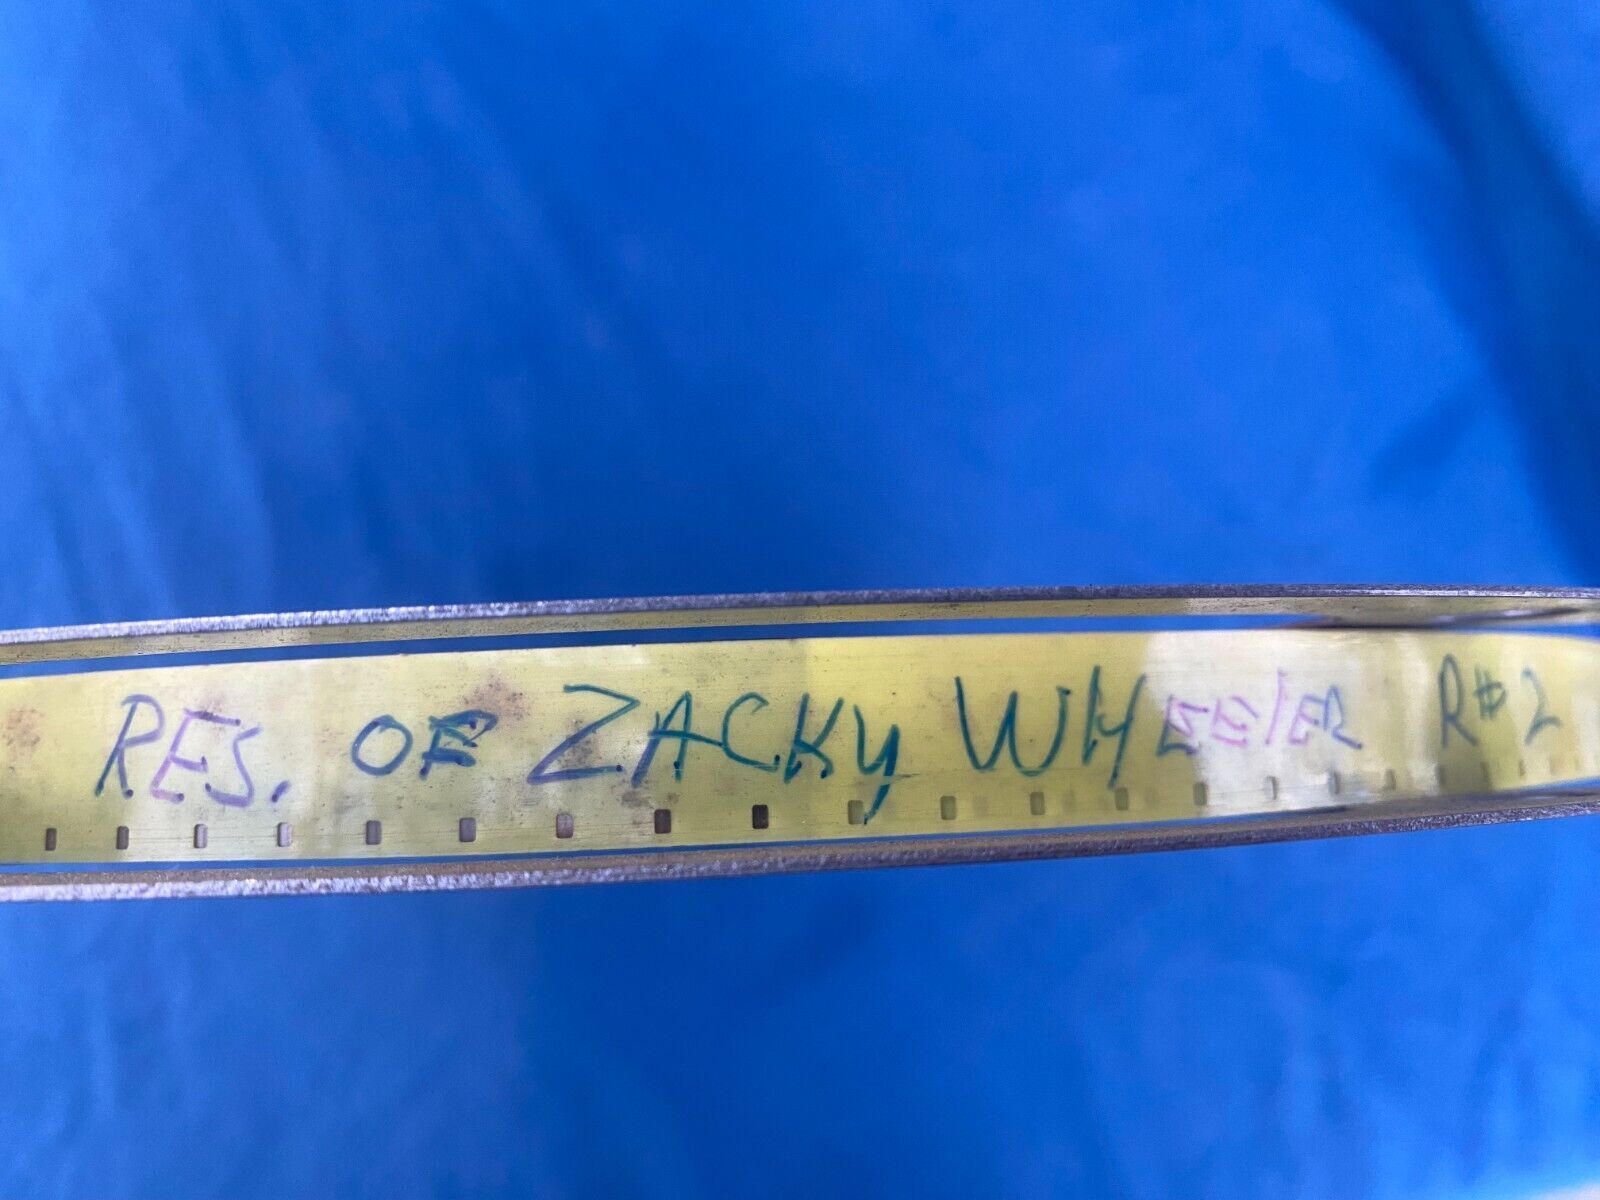 RES. OF ZACKY WHEELER R#2